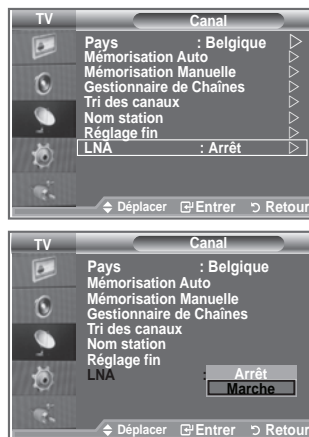 TV Canal
Pays : Belgique
Mémorisation Auto
Mémorisation Manuelle
Gestionnaire de Chaînes
Tri des canaux
Nom station
Réglage fin
LNA : Arrêt
Déplacer Entrer Retour
TV Canal
Pays : Belgique
Mémorisation Auto
Mémorisation Manuelle
Gestionnaire de Chaînes
Tri des canaux
Nom station
Réglage fin
LNA : Arrêt
Marche
Déplacer Entrer Retour